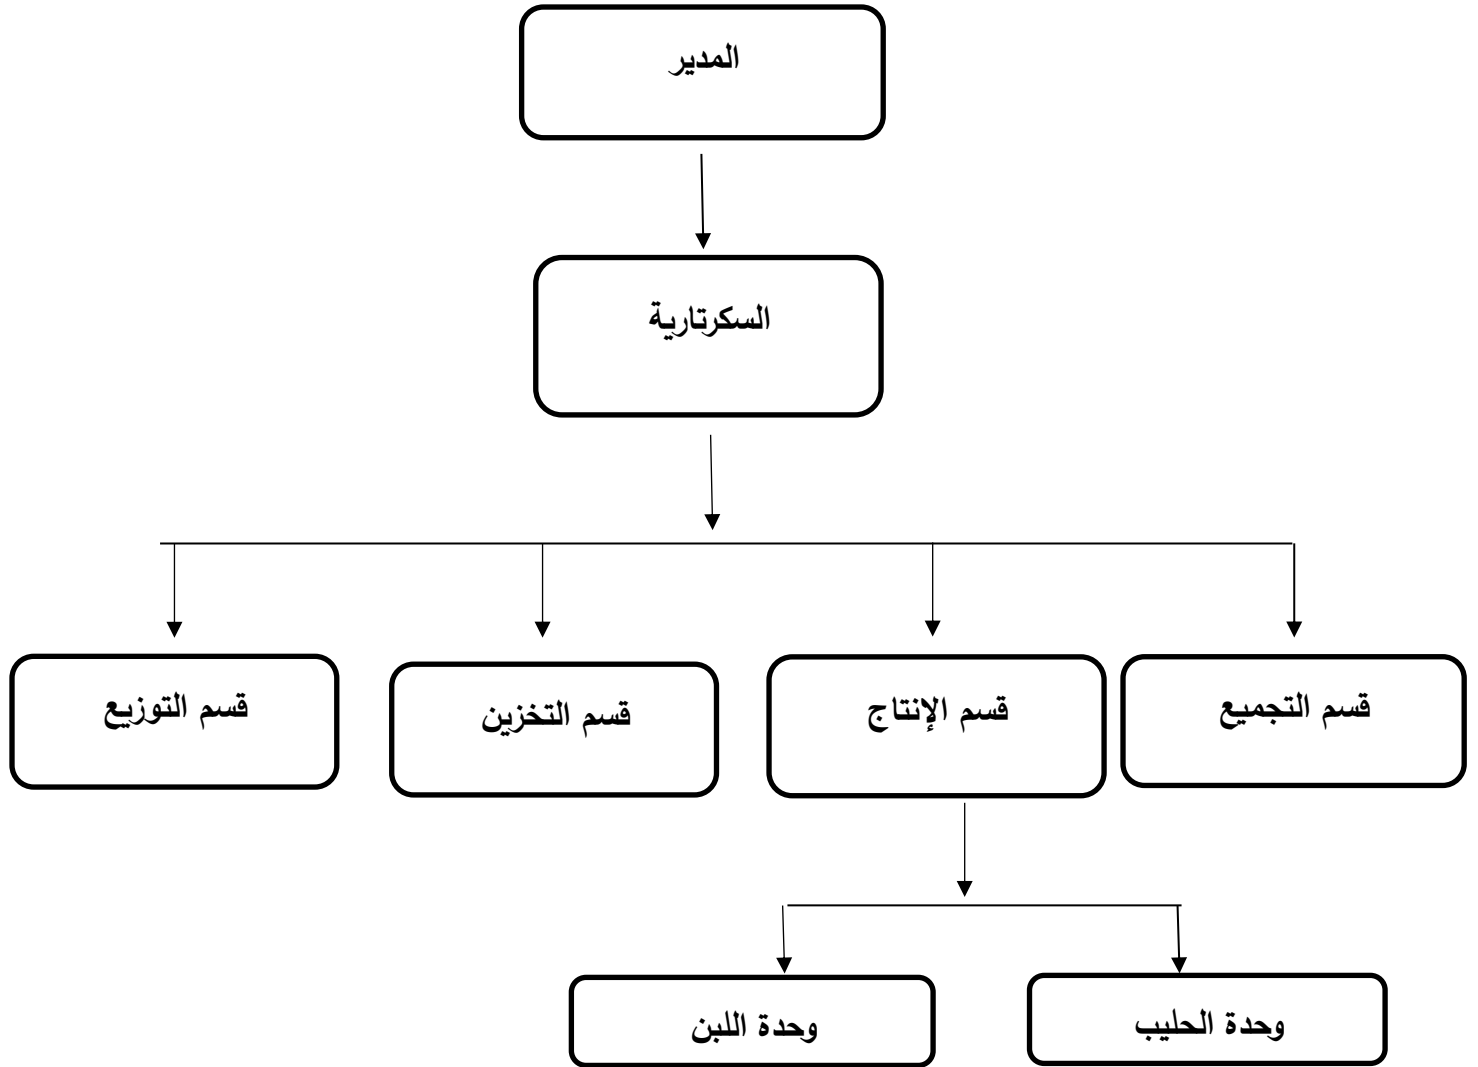 المدير
السكرتارية
قسم التجميع
قسم الإنتاج
قسم التخزين
قسم التوزيع
وحدة الحليب
وحدة اللبن